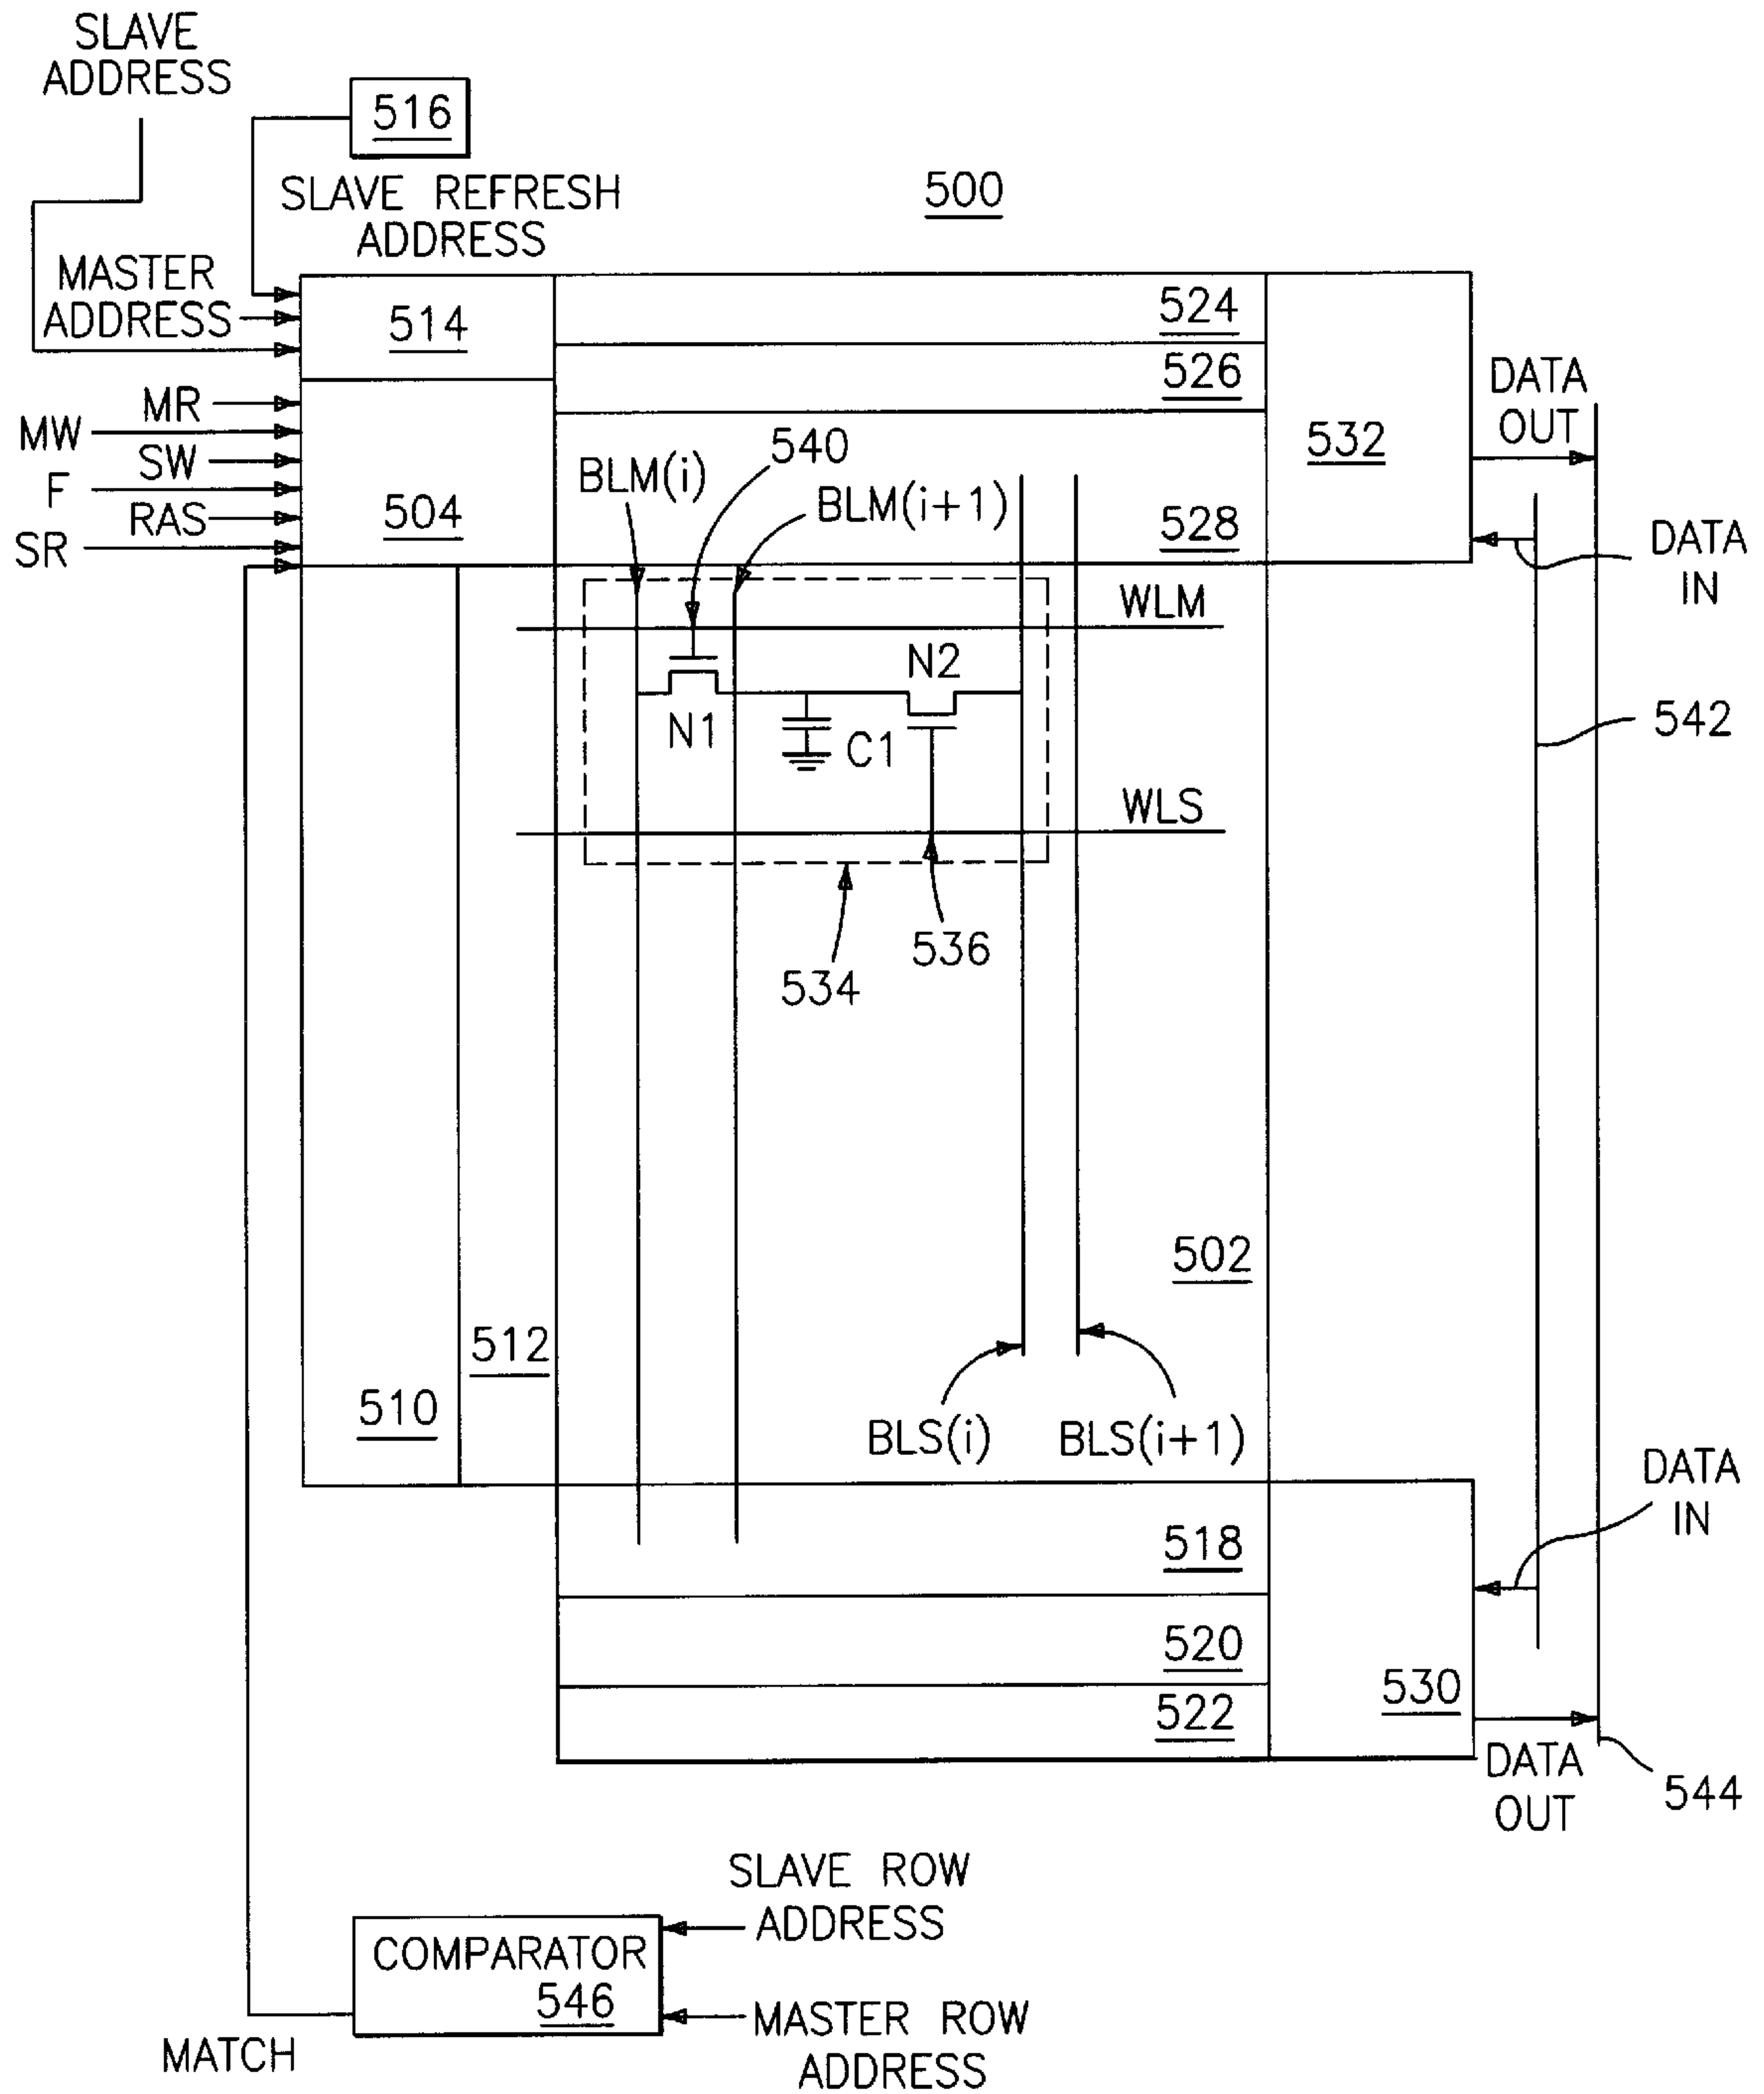 SLAVE
ADDRESS
516
SLAVE REFRESH
ADDRESS
500
MASTER
ADDRESS
514
524
526
532
DATA
OUT
MR
MW
SW
F
RAS
SR
504
BLM(i)
540
BLM(i+1)
528
DATA
IN
WLM
N2
N1
C1
542
WLS
536
534
502
512
510
BLS(i)
BLS(i+1)
DATA
IN
518
520
530
522
DATA
OUT
544
SLAVE ROW
ADDRESS
COMPARATOR
546
MASTER ROW
ADDRESS
MATCH